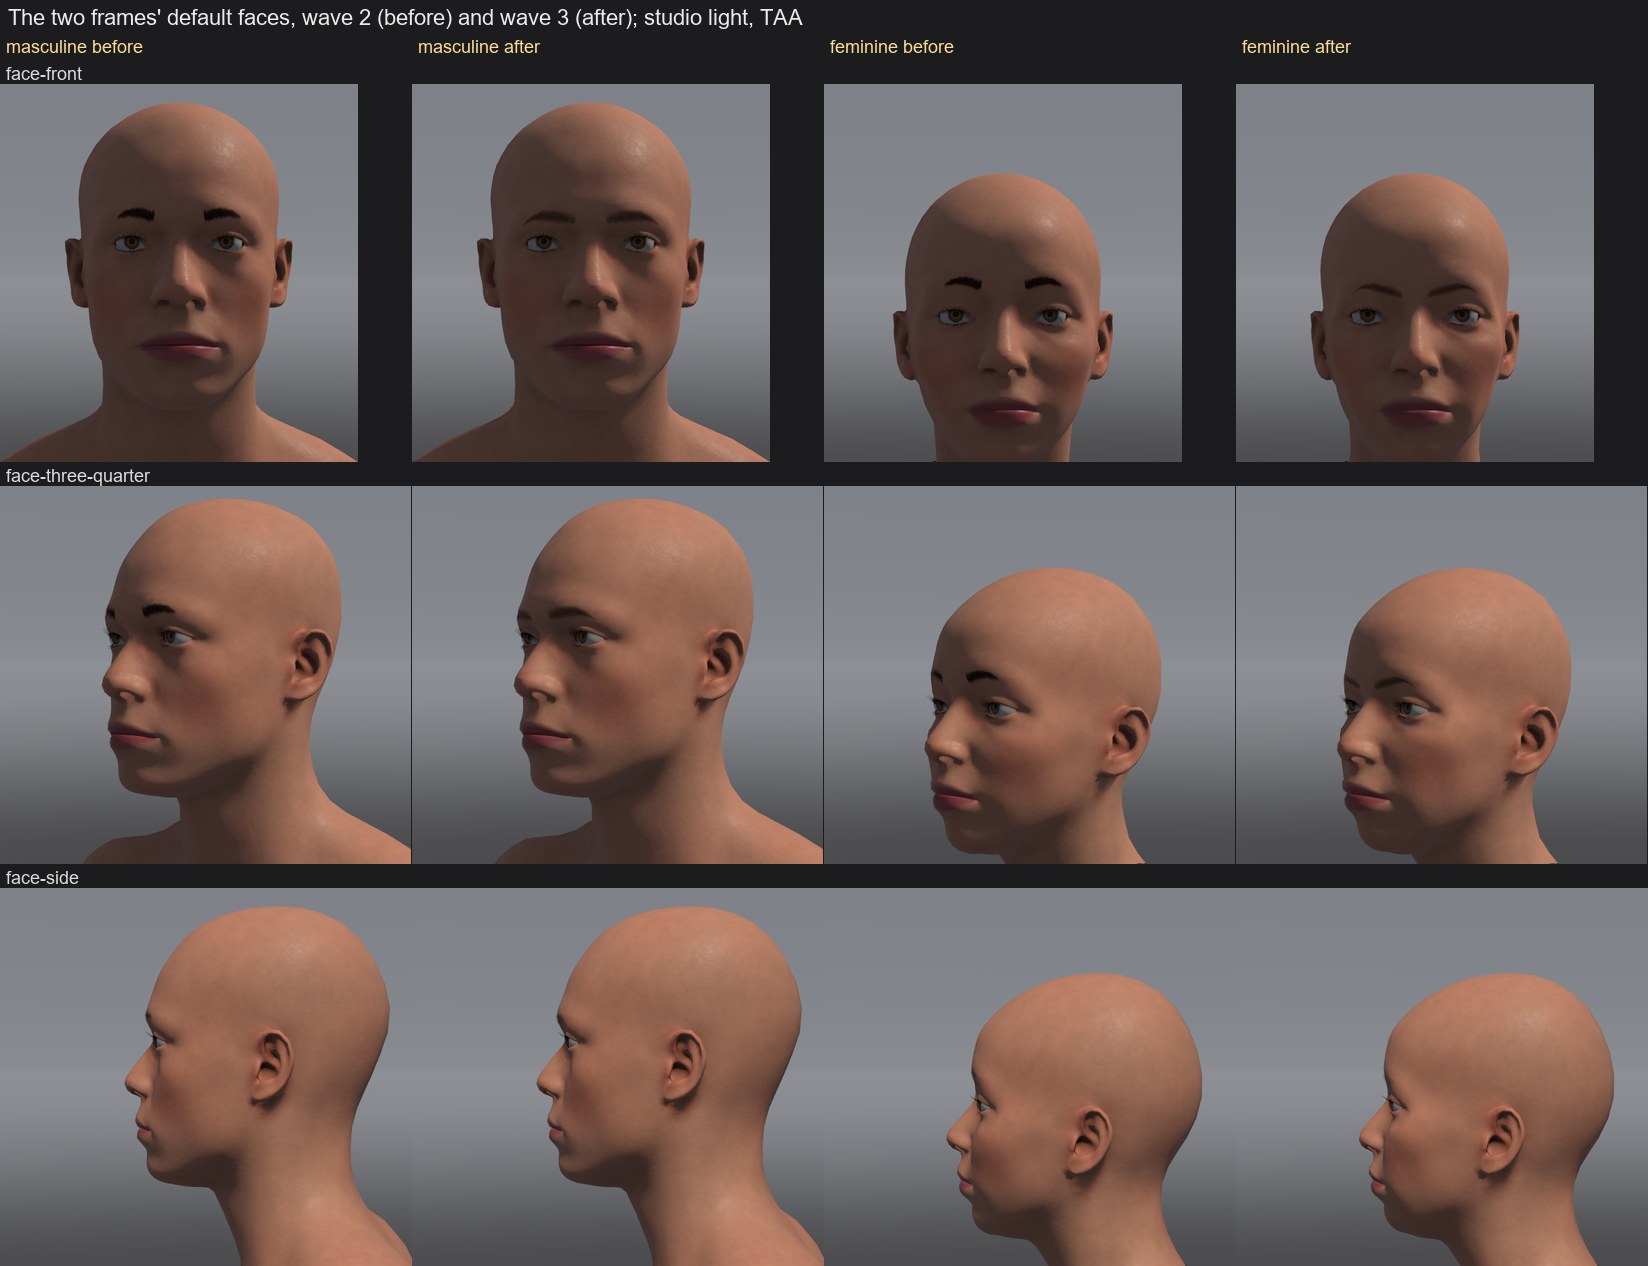 The two frames' default faces, wave 2 (before) and wave 3 (after); studio light, TAA
masculine before
masculine after
feminine before
feminine after
face-front
face-three-quarter
face-side